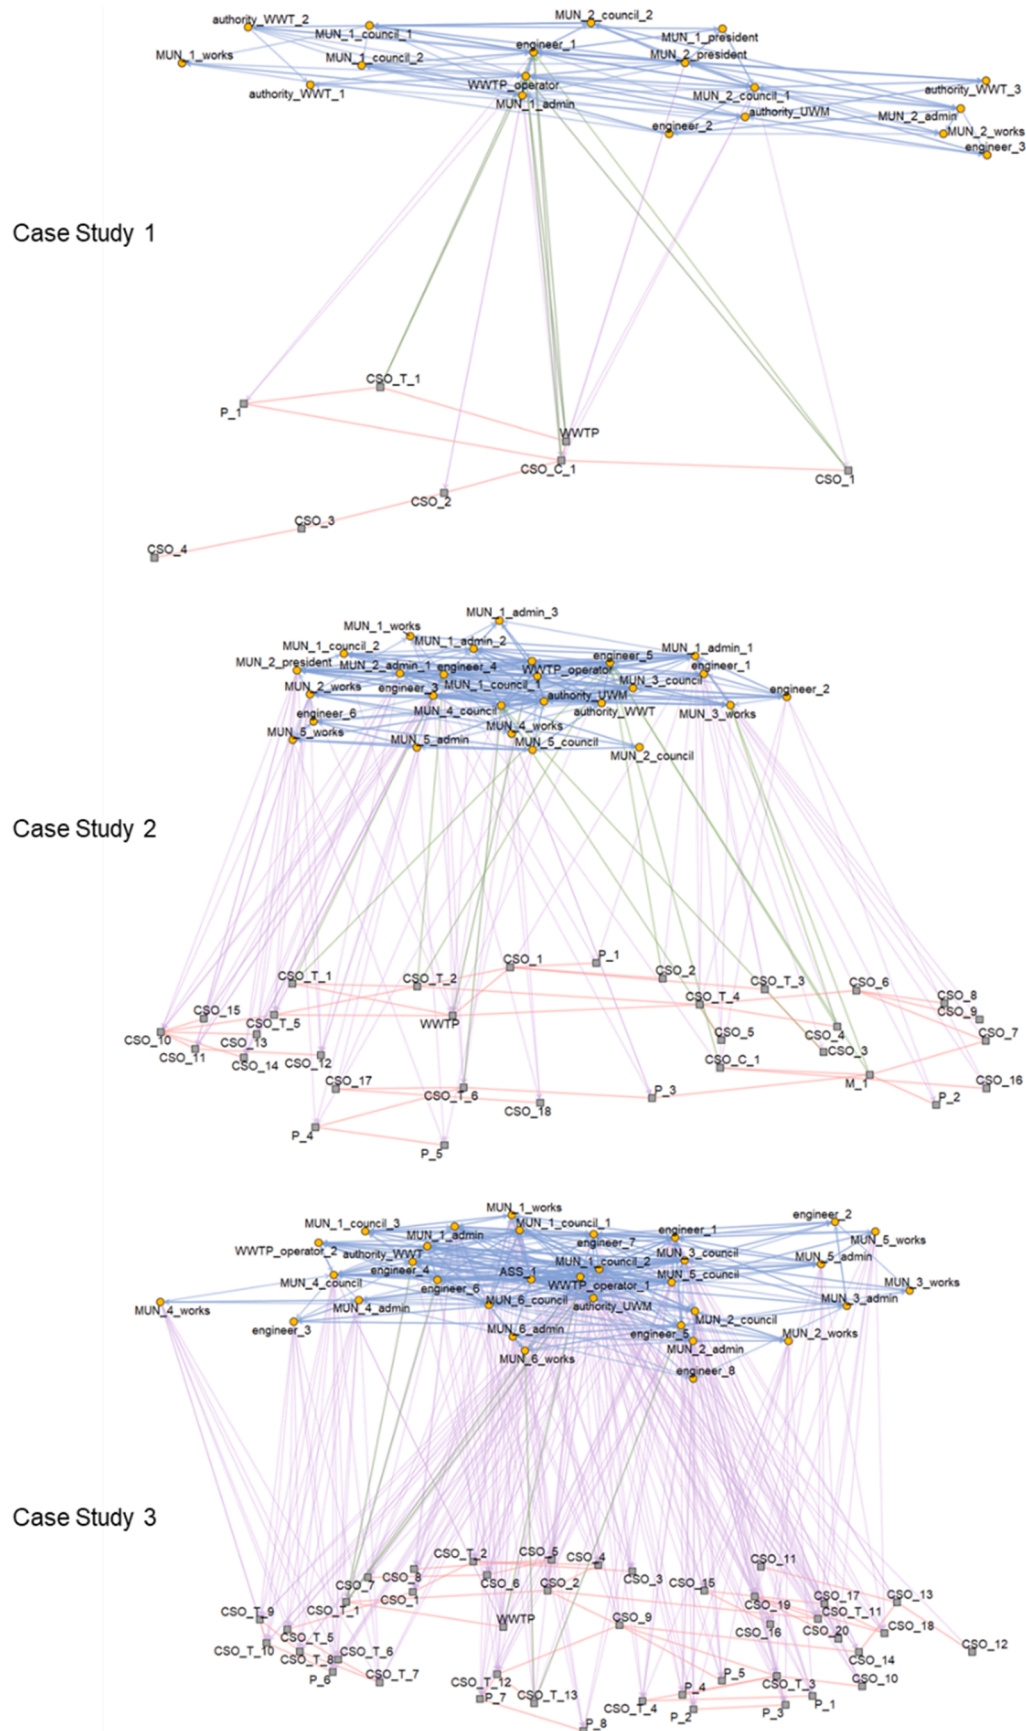 authority_WWT_2
MUN_2_council_2
MUN_1_council_1
MUN_1_president
engineer_1
MUN_1_works
MUN_1_council_2
MUN_2_president
WWTP_operator
authority_WWT_3
authority_WWT_1
MUN_2_council_1
MUN_1_admin
authority_UWM
MUN_2_admin
engineer_2
MUN_2_works
engineer_3
Case Study 1
CSO_T_1
P_1
WWTP
CSO_C_1
CSO_1
CSO_2
CSO_3
CSO_4
MUN_1_admin_3
MUN_1_works
MUN_1_admin_2
MUN_1_council_2
MUN_1_admin_1
engineer_5
MUN_2_president
MUN_2_admin_1
engineer_4
WWTP_operator
engineer_1
MUN_2_works
engineer_3
MUN_1_council_1
MUN_3_council
engineer_2
authority_UWM
MUN_4_council
authority_WWT
MUN_3_works
engineer_6
MUN_4_works
MUN_5_works
MUN_5_admin
MUN_5_council
MUN_2_council
Case Study 2
CSO_1
P_1
CSO_T_1
CSO_T_2
CSO_2
CSO_T_3
CSO_6
CSO_8
CSO_15
CSO_T_4
CSO_9
CSO_T_5
WWTP
CSO_10
CSO_13
CSO_5
CSO_4
CSO_7
CSO_11
CSO_14
CSO_12
CSO_3
CSO_C_1
CSO_17
CSO_T_6
P_3
M_1
CSO_16
CSO_18
P_2
P_4
P_5
MUN_1_works
engineer_2
MUN_1_council_3
MUN_1_council_1
MUN_1_admin
engineer_1
MUN_5_works
WWTP_operator_2
authority_WWT
engineer_7
MUN_3_council
MUN_5_admin
engineer_4
MUN_1_council_2
MUN_4_council
ASS_1
MUN_5_council
engineer_6
WWTP_operator_1
MUN_3_works
MUN_4_works
MUN_4_admin
MUN_6_council
authority_UWM
MUN_3_admin
MUN_2_council
engineer_3
MUN_6_admin
engineer_5
MUN_2_works
MUN_2_admin
MUN_6_works
engineer_8
Case Study 3
CSO_T_2
CSO_5
CSO_4
CSO_11
CSO_7
CSO_8
CSO_6
CSO_2
CSO_3
CSO_15
CSO_17
CSO_13
CSO_1
CSO_T_9
CSO_T_1
CSO_19
CSO_T_11
WWTP
CSO_9
CSO_16
CSO_20
CSO_18
CSO_T_5
CSO_T_10
CSO_T_8
CSO_T_6
CSO_12
CSO_14
P_6
CSO_T_7
CSO_T_12
P_5
CSO_T_3
CSO_10
P_7
CSO_T_13
P_4
CSO_T_4
P_2
P_3
P_1
P_8